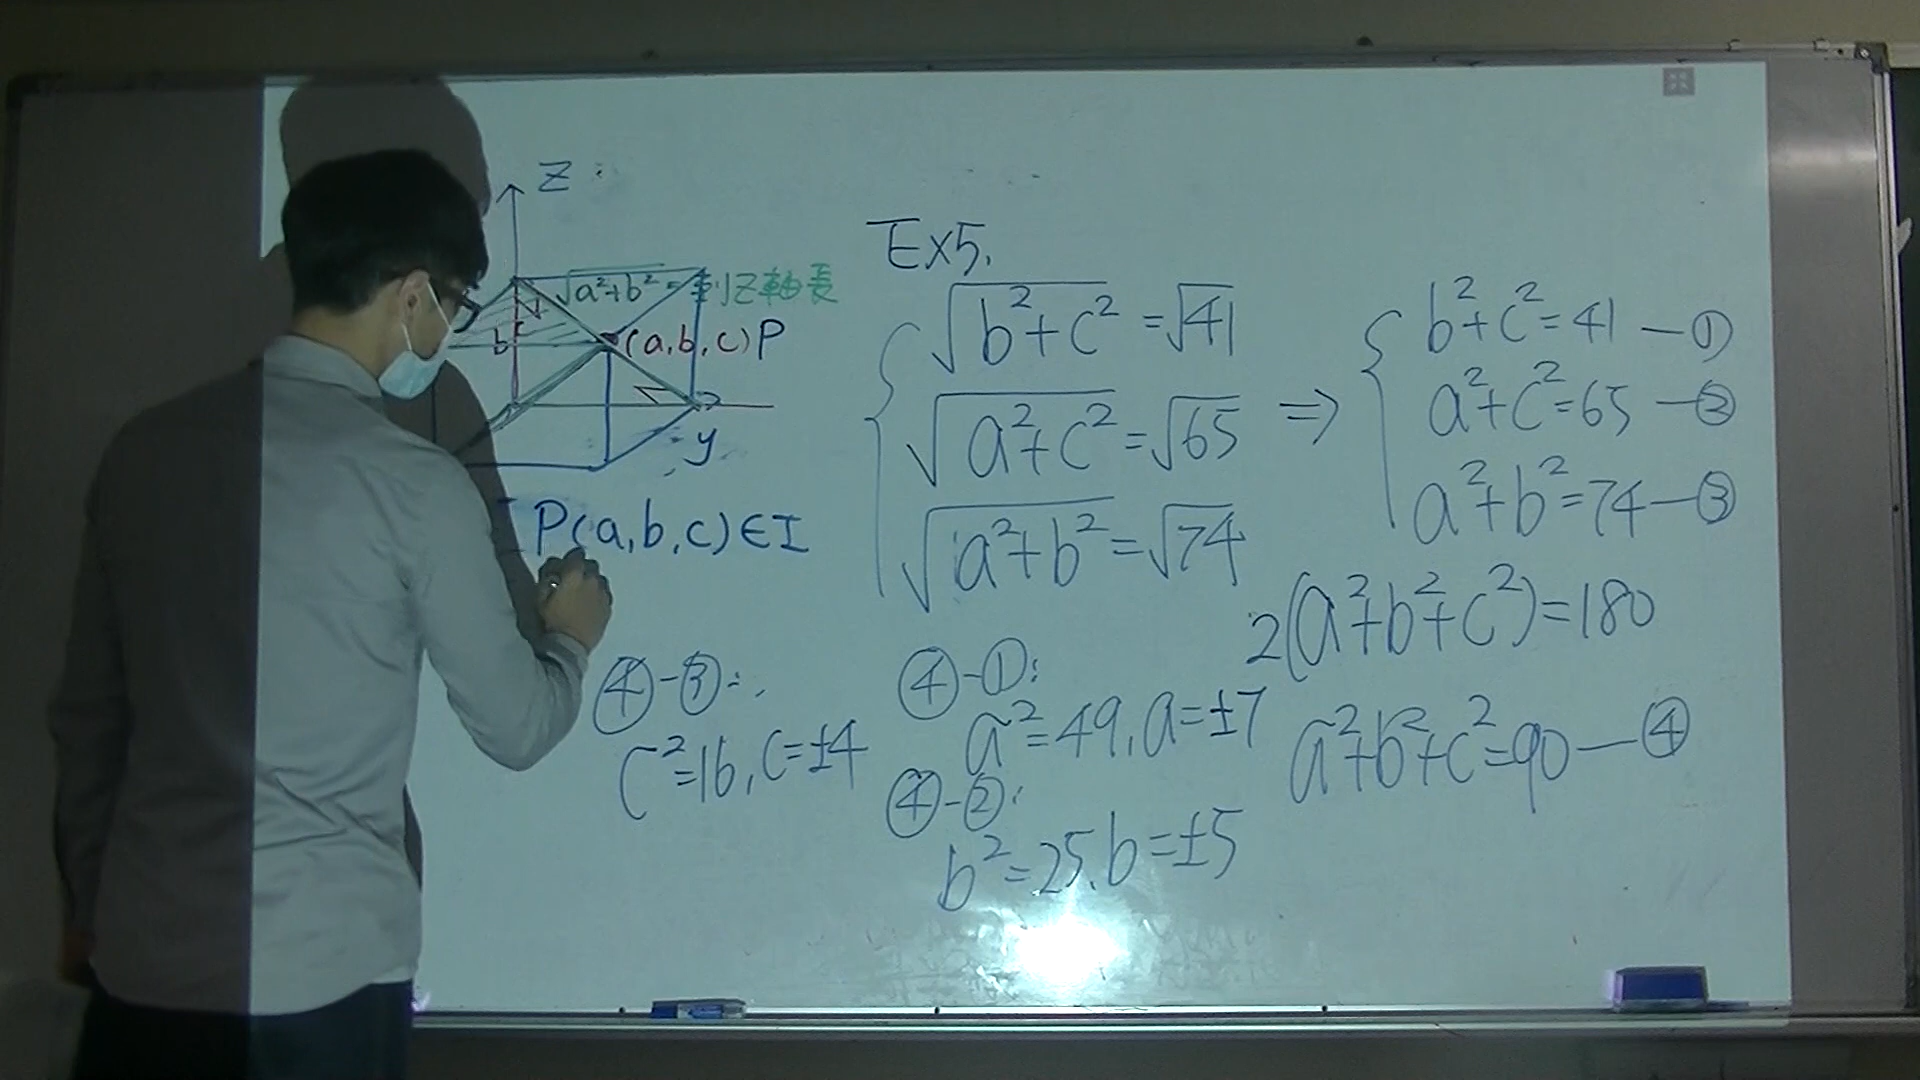 Z
√a²+b² = 到Z軸長
b c
(a,b,c)P
y
P(a,b,c)∈I
Ex5.
√b²+c² = √41
√a²+c² = √65 ⇒
√a²+b² = √74
b²+c²=41 —①
a²+c²=65 —②
a²+b²=74 —③
2(a²+b²+c²)=180
a²+b²+c²=90 —④
④-①:
a²=49, a=±7
④-②:
b²=25, b=±5
④-③:
c²=16, c=±4